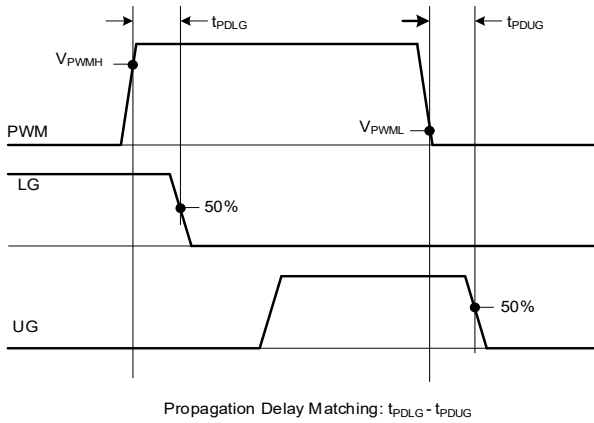 tPDLG
tPDUG
VPWMH
VPWML
PWM
LG
50%
UG
50%
Propagation Delay Matching: tPDLG - tPDUG